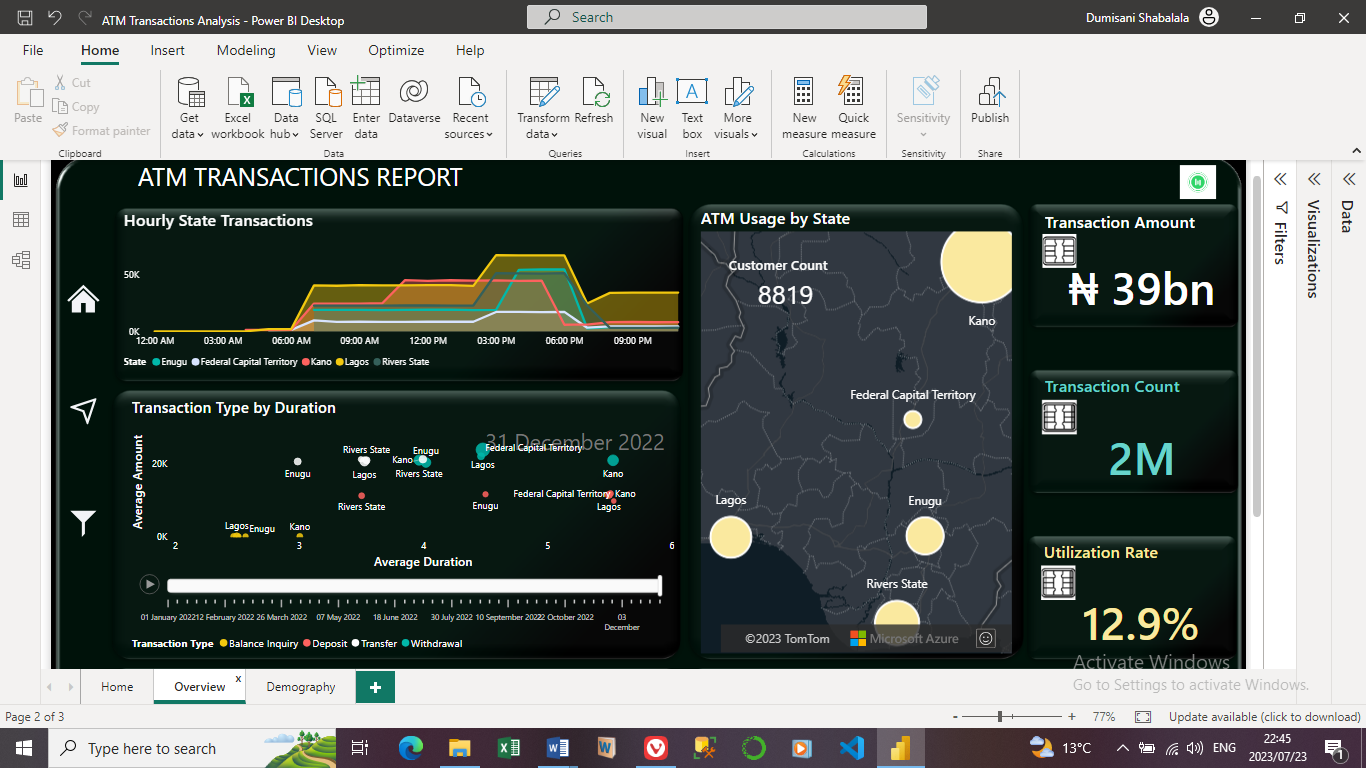 ATM Transactions Analysis - Power BI Desktop
Search
Dumisani Shabalala
File Home Insert Modeling View Optimize Help
Paste
Cut
Copy
Format painter
Clipboard
Get data
Excel workbook
Data hub
SQL Server
Enter data
Dataverse
Recent sources
Data
Transform data
Refresh
Queries
New visual
Text box
More visuals
Insert
New measure
Quick measure
Calculations
Sensitivity
Sensitivity
Publish
Share
ATM TRANSACTIONS REPORT
Hourly State Transactions
50K
0K
12:00 AM 03:00 AM 06:00 AM 09:00 AM 12:00 PM 03:00 PM 06:00 PM 09:00 PM
State Enugu Federal Capital Territory Kano Lagos Rivers State
Transaction Type by Duration
31 December 2022
Average Amount
20K
0K
Enugu
Rivers State
Lagos
Kano
Enugu
Rivers State
Federal Capital Territory
Lagos
Kano
Rivers State
Enugu
Federal Capital Territory
Kano
Lagos
Lagos
Enugu
Kano
2 3 4 5 6
Average Duration
01 January 2022 12 February 2022 26 March 2022 07 May 2022 18 June 2022 30 July 2022 10 September 2022 22 October 2022 03 December
Transaction Type Balance Inquiry Deposit Transfer Withdrawal
ATM Usage by State
Customer Count
8819
Kano
Federal Capital Territory
Lagos
Enugu
Rivers State
©2023 TomTom
Microsoft Azure
Transaction Amount
₦ 39bn
Transaction Count
2M
Utilization Rate
12.9%
Filters
Visualizations
Data
Activate Windows
Go to Settings to activate Windows.
Home Overview x Demography +
Page 2 of 3
- + 77%
Update available (click to download)
Type here to search
13°C
ENG
22:45
2023/07/23
1